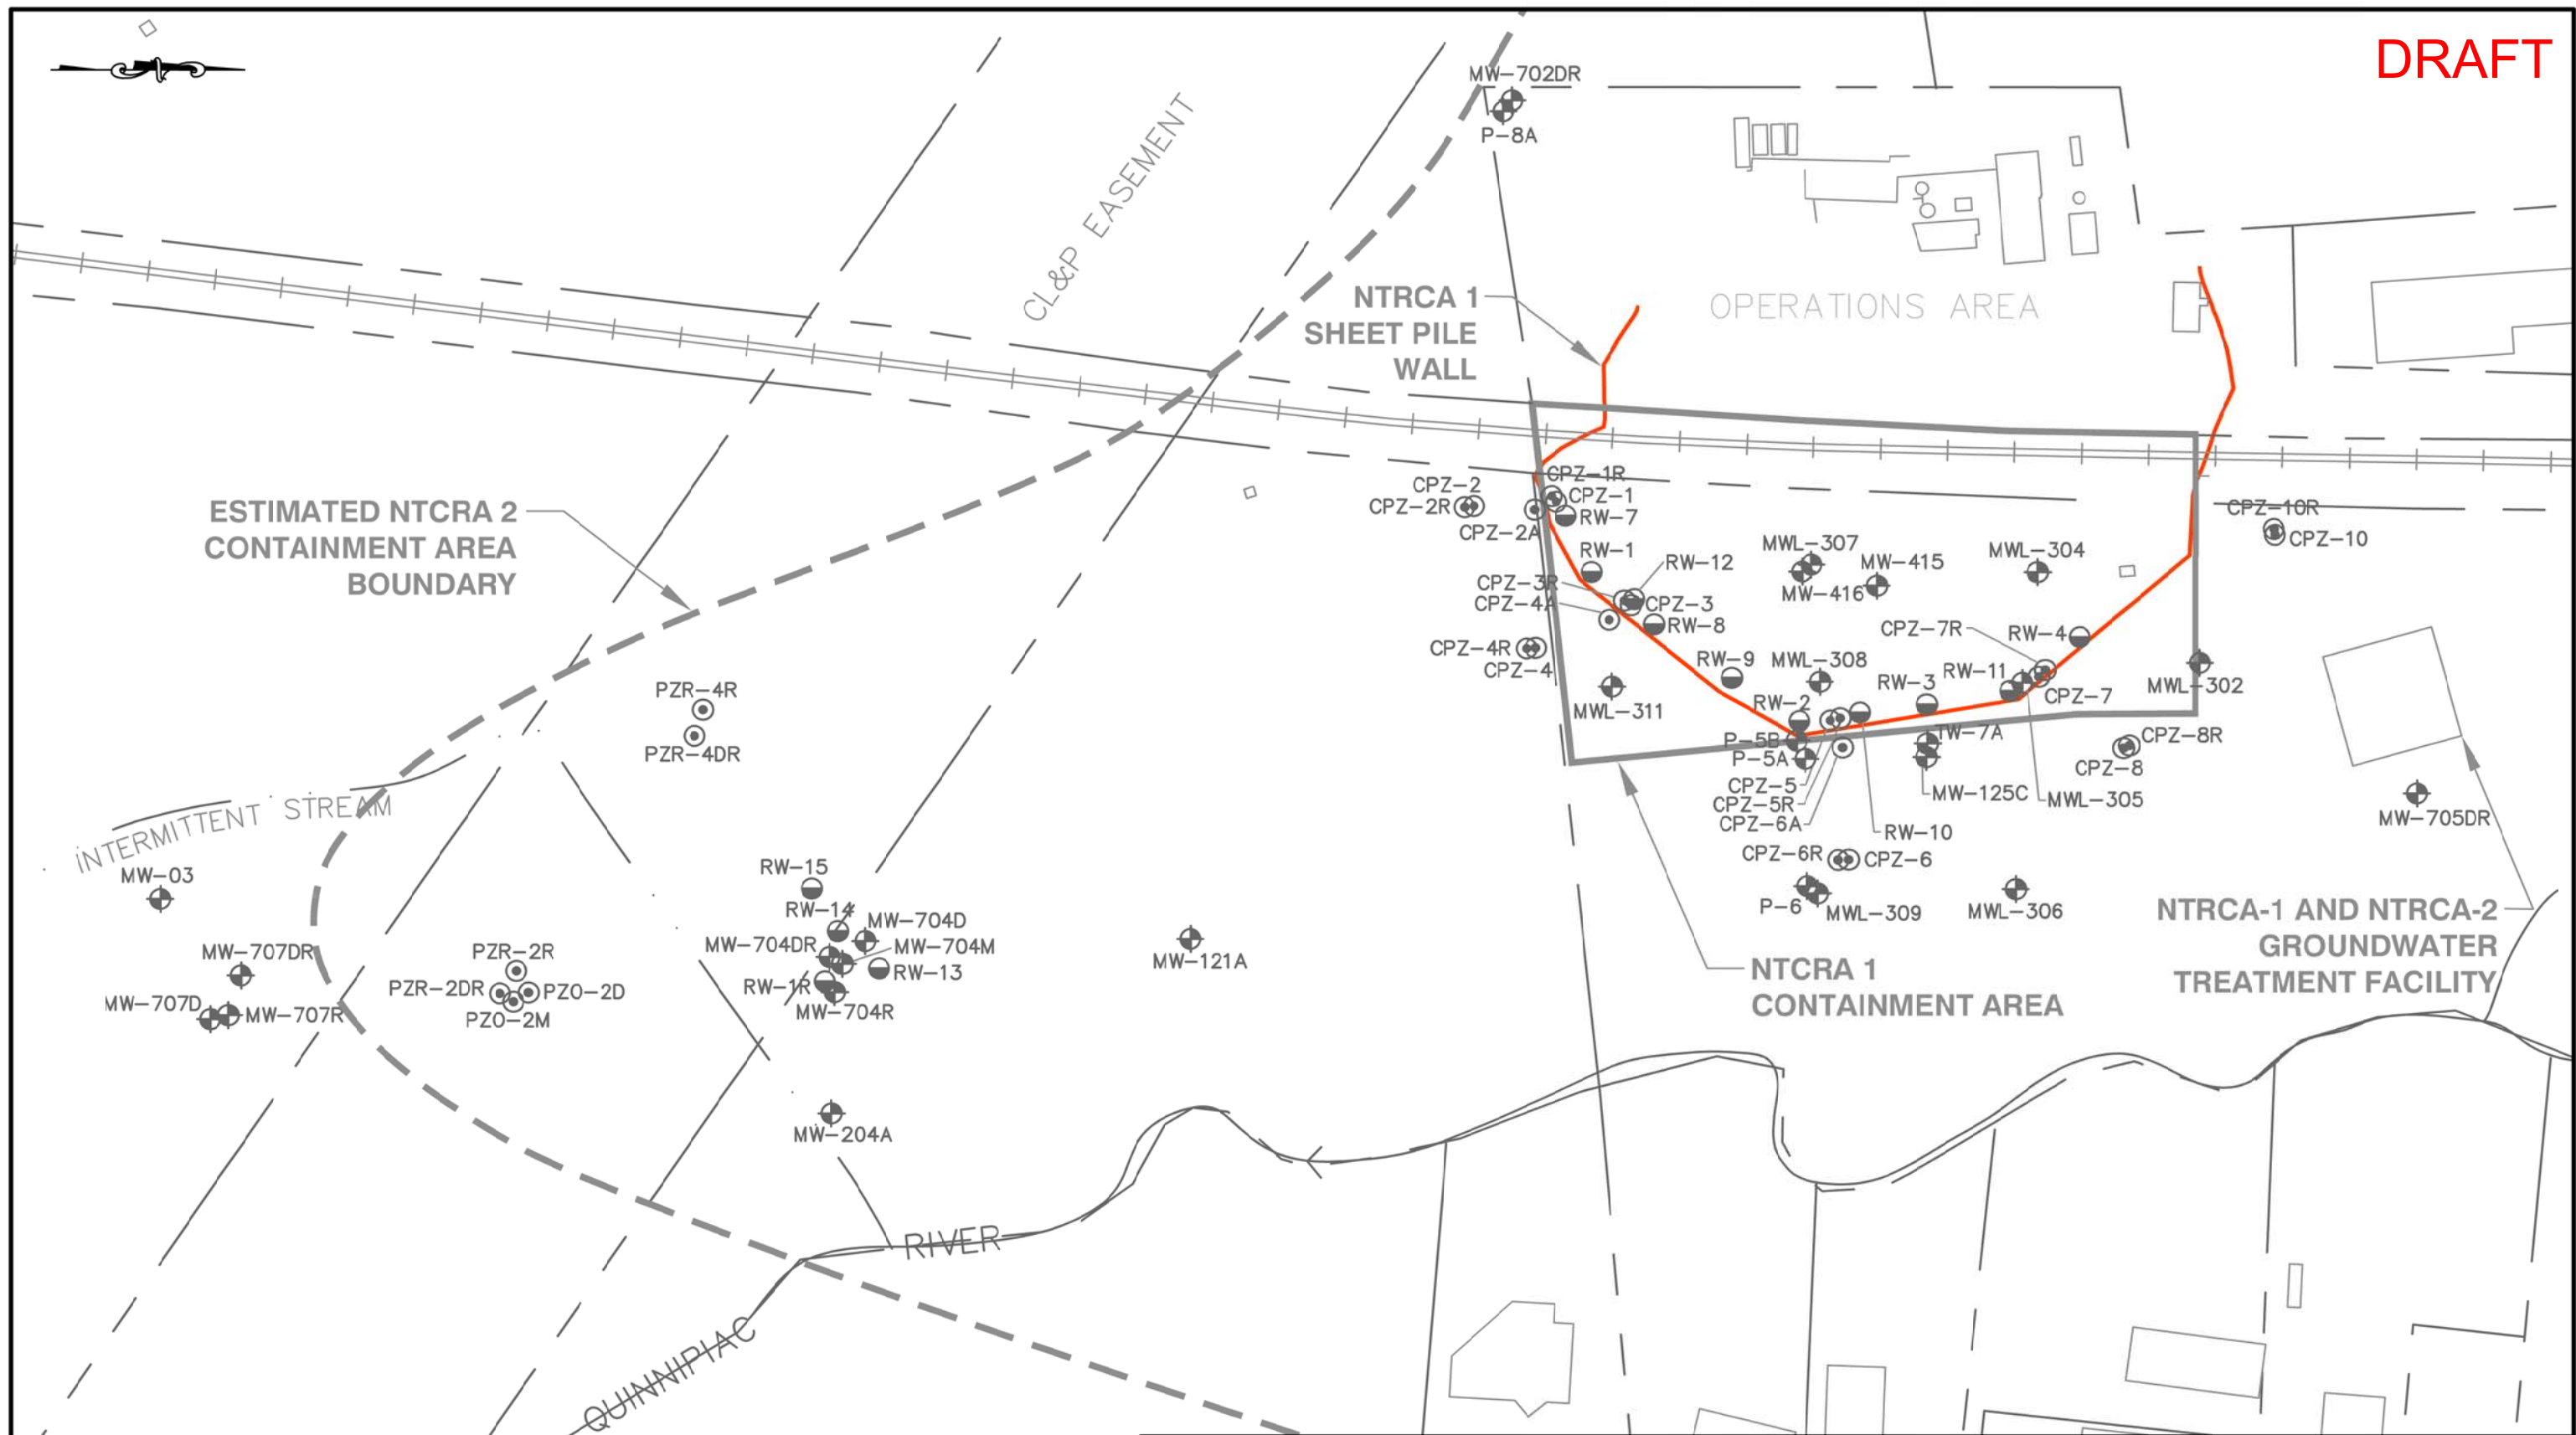 DRAFT
MW-702DR
P-8A
CL&P EASEMENT
NTRCA 1
SHEET PILE
WALL
OPERATIONS AREA
ESTIMATED NTCRA 2
CONTAINMENT AREA
BOUNDARY
CPZ-1R
CPZ-2
CPZ-1
CPZ-2R
RW-7
CPZ-2A
CPZ-10R
CPZ-10
RW-1
MWL-307
MW-415
MWL-304
RW-12
CPZ-3R
MW-416
CPZ-4A
CPZ-3
RW-8
CPZ-7R
RW-4
CPZ-4R
CPZ-4
RW-9
MWL-308
RW-11
RW-3
MWL-302
CPZ-7
MWL-311
RW-2
PZR-4R
PZR-4DR
P-5B
TW-7A
CPZ-8R
P-5A
CPZ-8
CPZ-5
MW-125C
MWL-305
CPZ-5R
MW-705DR
CPZ-6A
RW-10
INTERMITTENT STREAM
CPZ-6R
CPZ-6
MW-03
RW-15
P-6
MWL-309
MWL-306
RW-14
MW-704D
MW-704DR
MW-704M
MW-707DR
PZR-2R
MW-121A
RW-13
NTRCA-1 AND NTRCA-2
GROUNDWATER
TREATMENT FACILITY
NTCRA 1
CONTAINMENT AREA
PZR-2DR
PZO-2D
RW-1R
MW-707D
MW-707R
PZO-2M
MW-704R
MW-204A
QUINNIPIAC RIVER